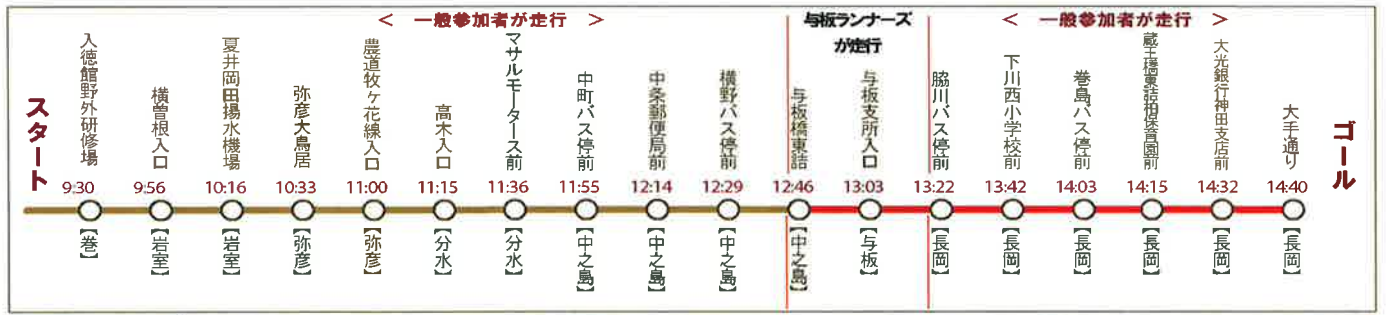 < 一般参加者が走行 >
与板ランナーズ
が走行
< 一般参加者が走行 >
スタート
入徳館野外研修場
横曽根入口
夏井岡田揚水機場
弥彦大鳥居
農道牧ヶ花線入口
高木入口
マサルモータース前
中町バス停前
中条郵便局前
横野バス停前
与板橋東詰
与板支所入口
脇川バス停前
下川西小学校前
巻島バス停前
蔵王橋東詰相保育園前
大光銀行神田支店前
大手通り
ゴール
9:30
9:56
10:16
10:33
11:00
11:15
11:36
11:55
12:14
12:29
12:46
13:03
13:22
13:42
14:03
14:15
14:32
14:40
【巻】
【岩室】
【岩室】
【弥彦】
【弥彦】
【分水】
【分水】
【中之島】
【中之島】
【中之島】
【中之島】
【与板】
【長岡】
【長岡】
【長岡】
【長岡】
【長岡】
【長岡】